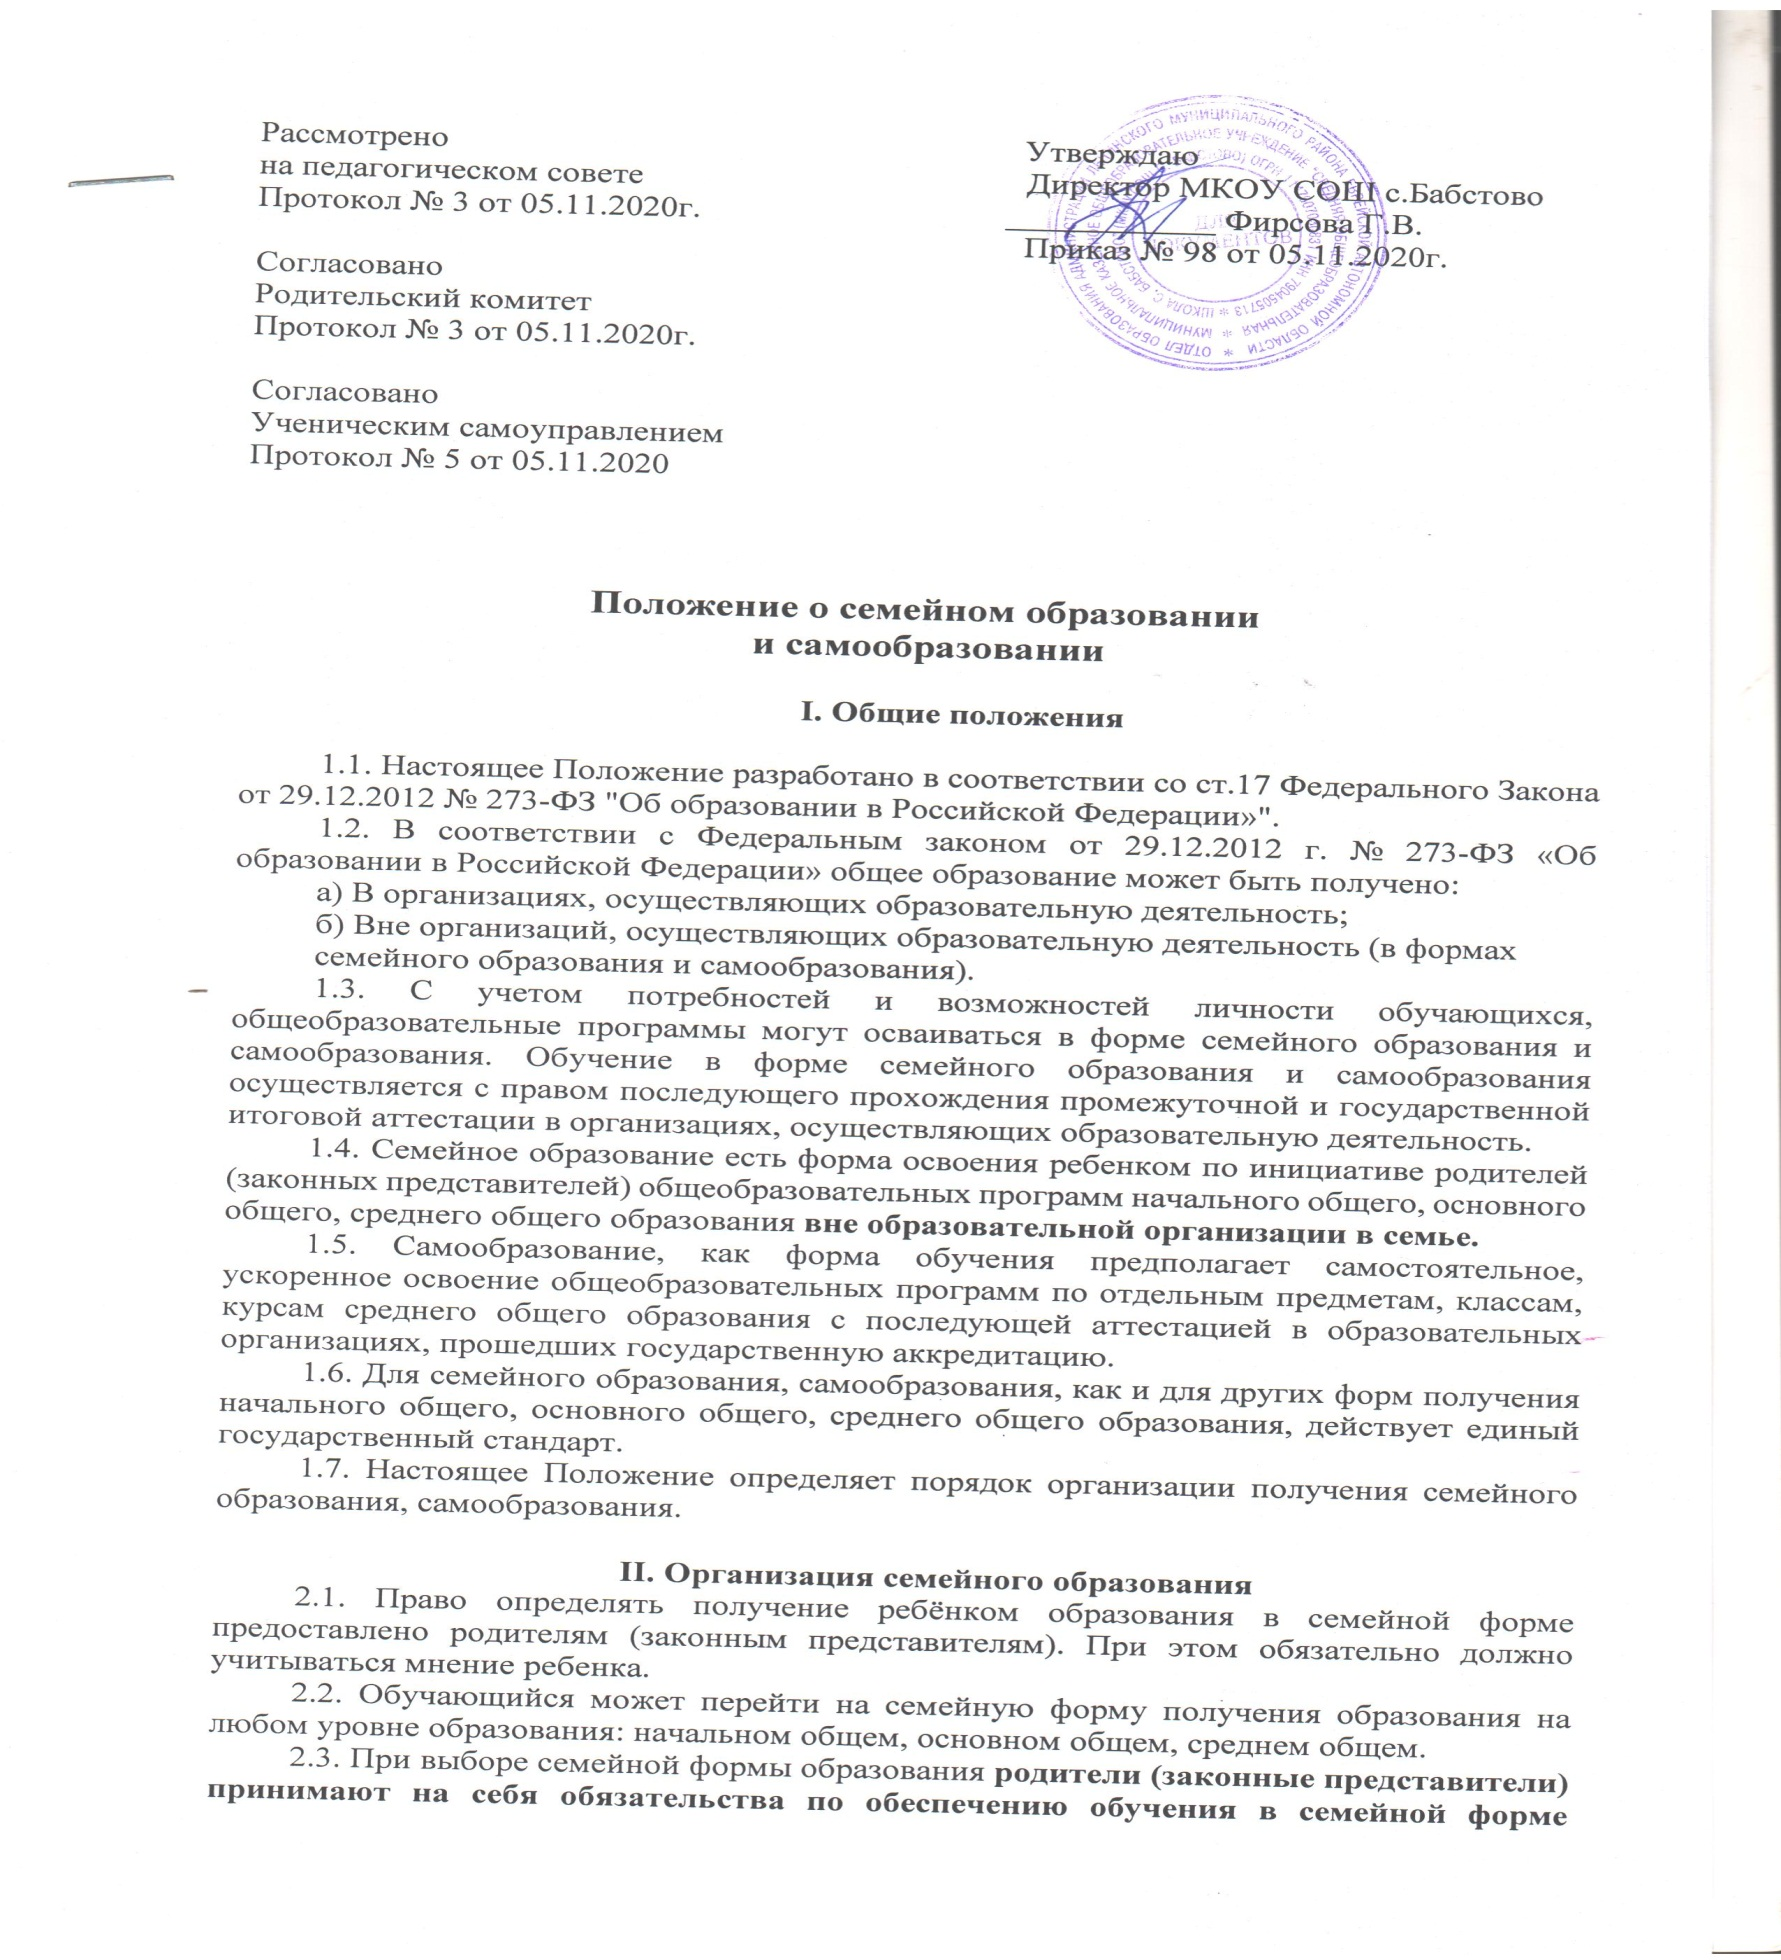 Рассмотрено
на педагогическом совете
Протокол № 3 от 05.11.2020г.
Согласовано
Родительский комитет
Протокол № 3 от 05.11.2020г.
Согласовано
Ученическим самоуправлением
Протокол № 5 от 05.11.2020
Утверждаю
Директор МКОУ СОШ с.Бабстово
Фирсова Г.В.
Приказ № 98 от 05.11.2020г.
Положение о семейном образовании
и самообразовании
I. Общие положения
1.1. Настоящее Положение разработано в соответствии со ст.17 Федерального Закона
от 29.12.2012 № 273-ФЗ "Об образовании в Российской Федерации»".
1.2. В соответствии с Федеральным законом от 29.12.2012 г. № 273-ФЗ «Об
образовании в Российской Федерации» общее образование может быть получено:
а) В организациях, осуществляющих образовательную деятельность;
б) Вне организаций, осуществляющих образовательную деятельность (в формах
семейного образования и самообразования).
1.3. С учетом потребностей и возможностей личности обучающихся,
общеобразовательные программы могут осваиваться в форме семейного образования и
самообразования. Обучение в форме семейного образования и самообразования
осуществляется с правом последующего прохождения промежуточной и государственной
итоговой аттестации в организациях, осуществляющих образовательную деятельность.
1.4. Семейное образование есть форма освоения ребенком по инициативе родителей
(законных представителей) общеобразовательных программ начального общего, основного
общего, среднего общего образования вне образовательной организации в семье.
1.5. Самообразование, как форма обучения предполагает самостоятельное,
ускоренное освоение общеобразовательных программ по отдельным предметам, классам,
курсам среднего общего образования с последующей аттестацией в образовательных
организациях, прошедших государственную аккредитацию.
1.6. Для семейного образования, самообразования, как и для других форм получения
начального общего, основного общего, среднего общего образования, действует единый
государственный стандарт.
1.7. Настоящее Положение определяет порядок организации получения семейного
образования, самообразования.
II. Организация семейного образования
2.1. Право определять получение ребёнком образования в семейной форме
предоставлено родителям (законным представителям). При этом обязательно должно
учитываться мнение ребенка.
2.2. Обучающийся может перейти на семейную форму получения образования на
любом уровне образования: начальном общем, основном общем, среднем общем.
2.3. При выборе семейной формы образования родители (законные представители)
принимают на себя обязательства по обеспечению обучения в семейной форме